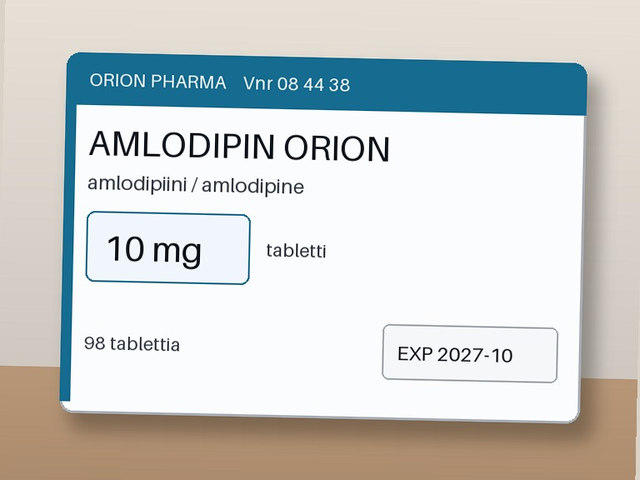 ORION PHARMA Vnr 08 44 38
AMLODIPIN ORION
amlodipiini / amlodipine
10 mg tabletti
98 tablettia
EXP 2027-10